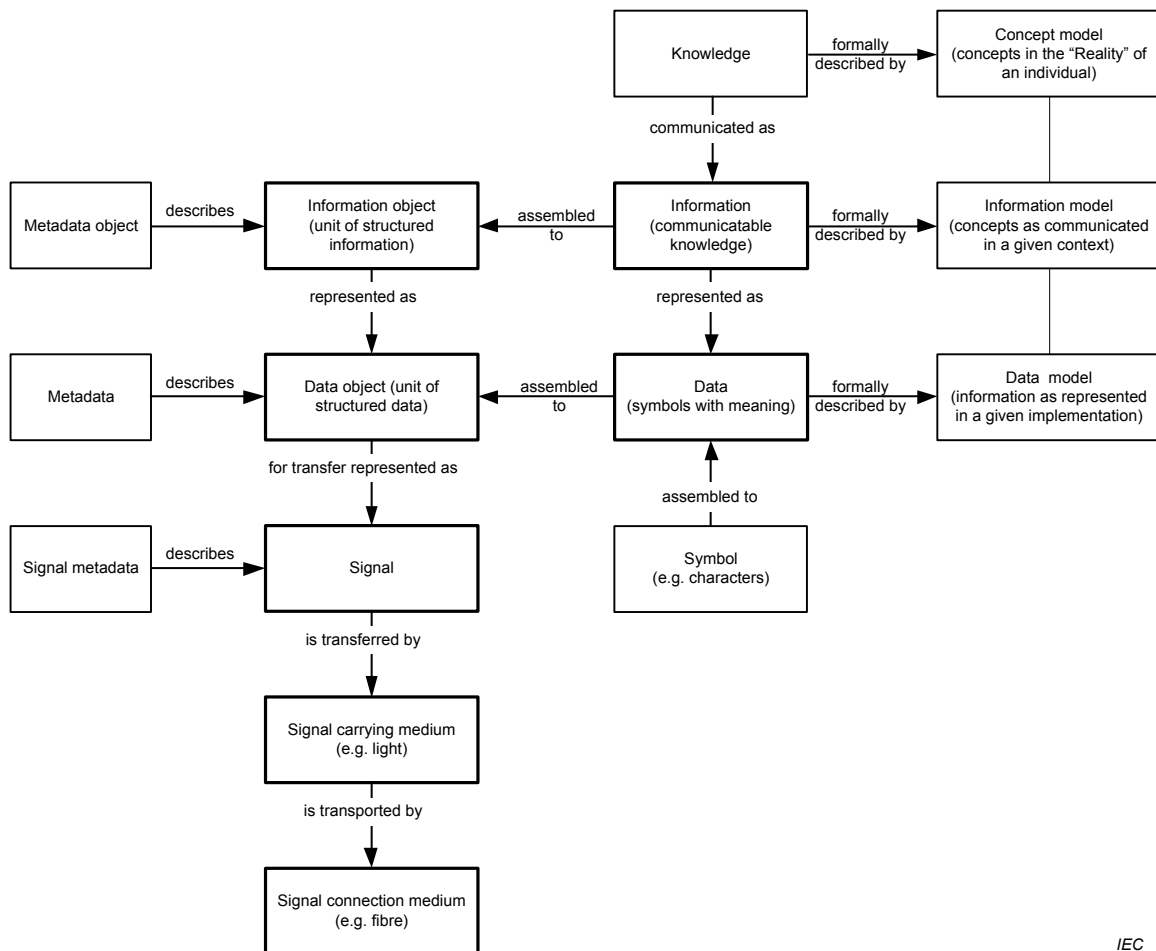 Knowledge
formally
described by
Concept model
(concepts in the “Reality” of
an individual)
communicated as
Metadata object
describes
Information object
(unit of structured
information)
assembled
to
Information
(communicatable
knowledge)
formally
described by
Information model
(concepts as communicated
in a given context)
represented as
represented as
Metadata
describes
Data object (unit of
structured data)
assembled
to
Data
(symbols with meaning)
formally
described by
Data model
(information as represented
in a given implementation)
for transfer represented as
assembled to
Signal metadata
describes
Signal
Symbol
(e.g. characters)
is transferred by
Signal carrying medium
(e.g. light)
is transported by
Signal connection medium
(e.g. fibre)
IEC